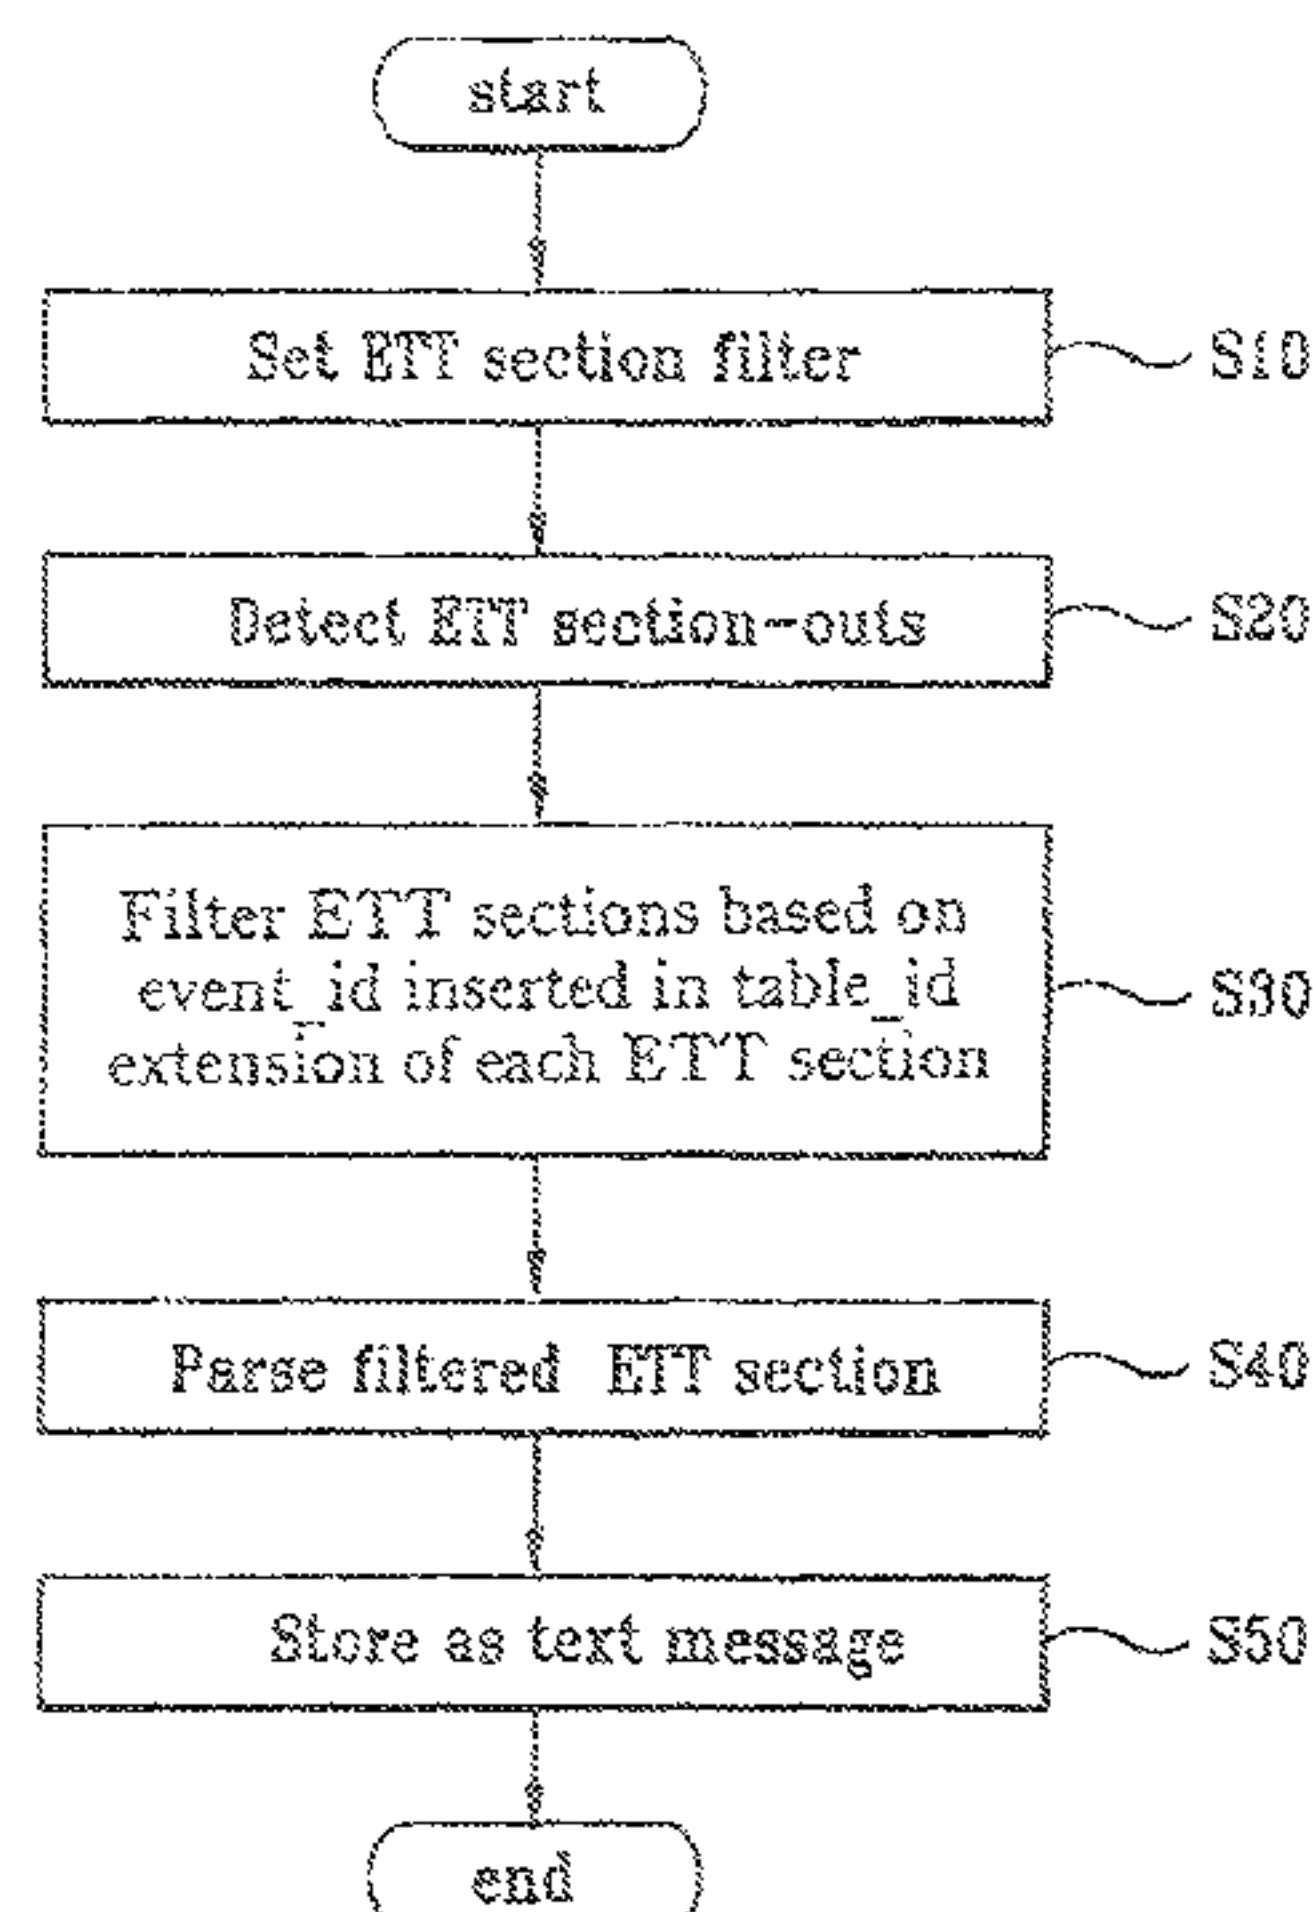 start
Set ETT section filter
S10
Detect ETT section-outs
S20
Filter ETT sections based on
event_id inserted in table_id
extension of each ETT section
S30
Parse filtered ETT section
S40
Store as text message
S50
end